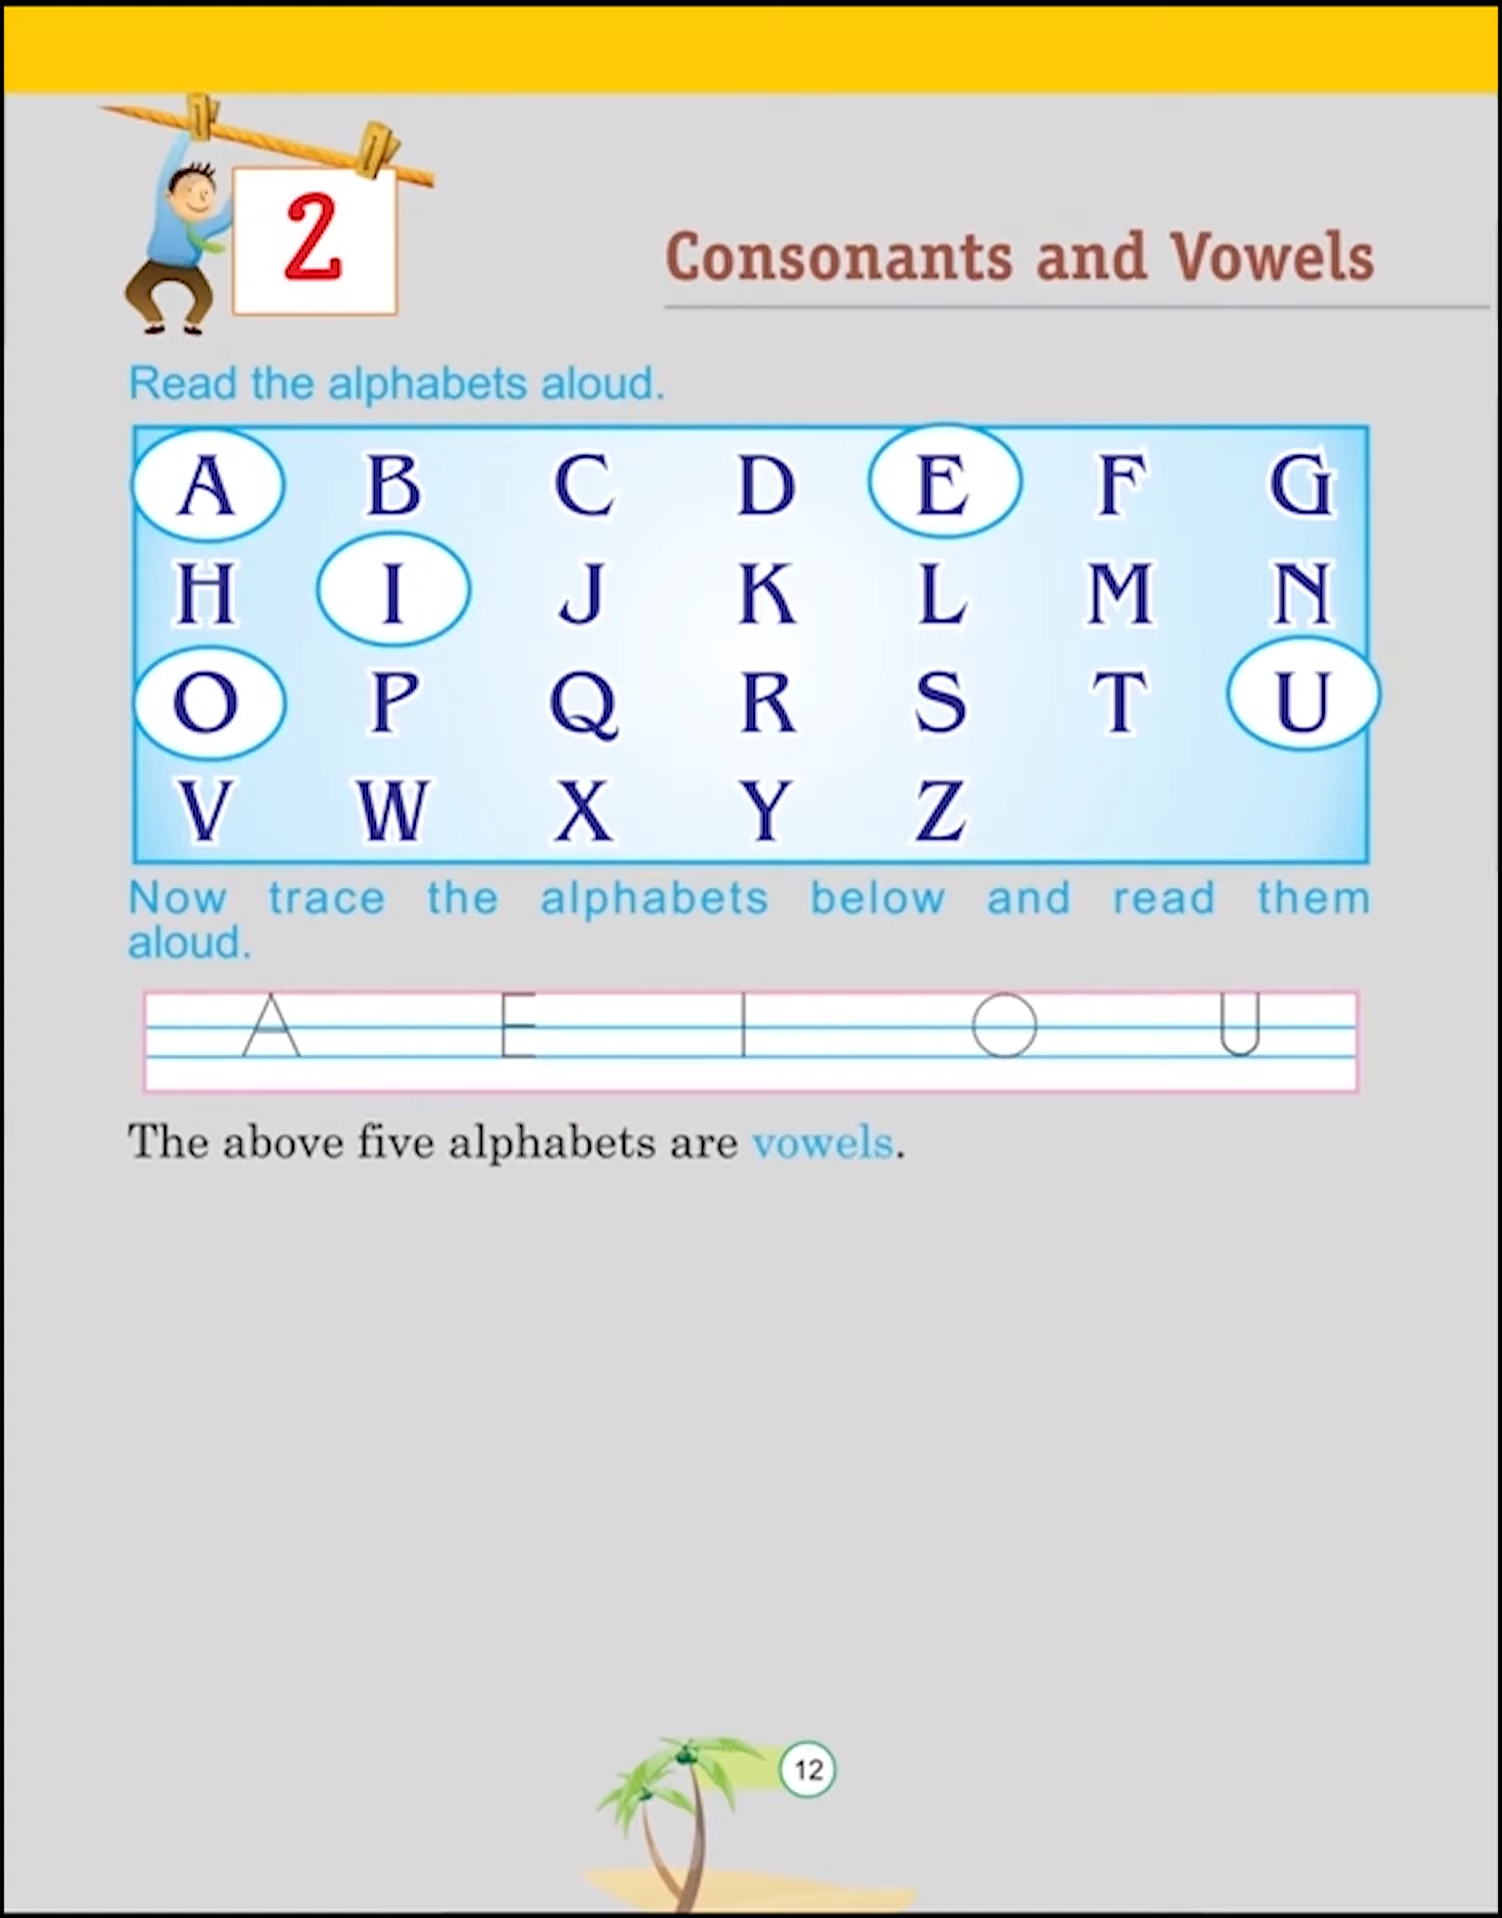 2
Consonants and Vowels
Read the alphabets aloud.
A B C D E F G
H I J K L M N
O P Q R S T U
V W X Y Z
Now trace the alphabets below and read them
aloud.
A E I O U
The above five alphabets are vowels.
12